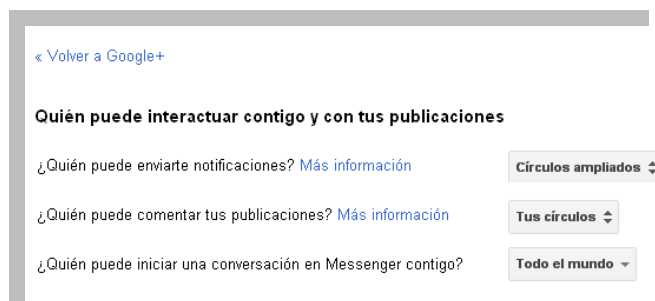 « Volver a Google+
Quién puede interactuar contigo y con tus publicaciones
¿Quién puede enviarte notificaciones? Más información Círculos ampliados
¿Quién puede comentar tus publicaciones? Más información Tus círculos
¿Quién puede iniciar una conversación en Messenger contigo? Todo el mundo